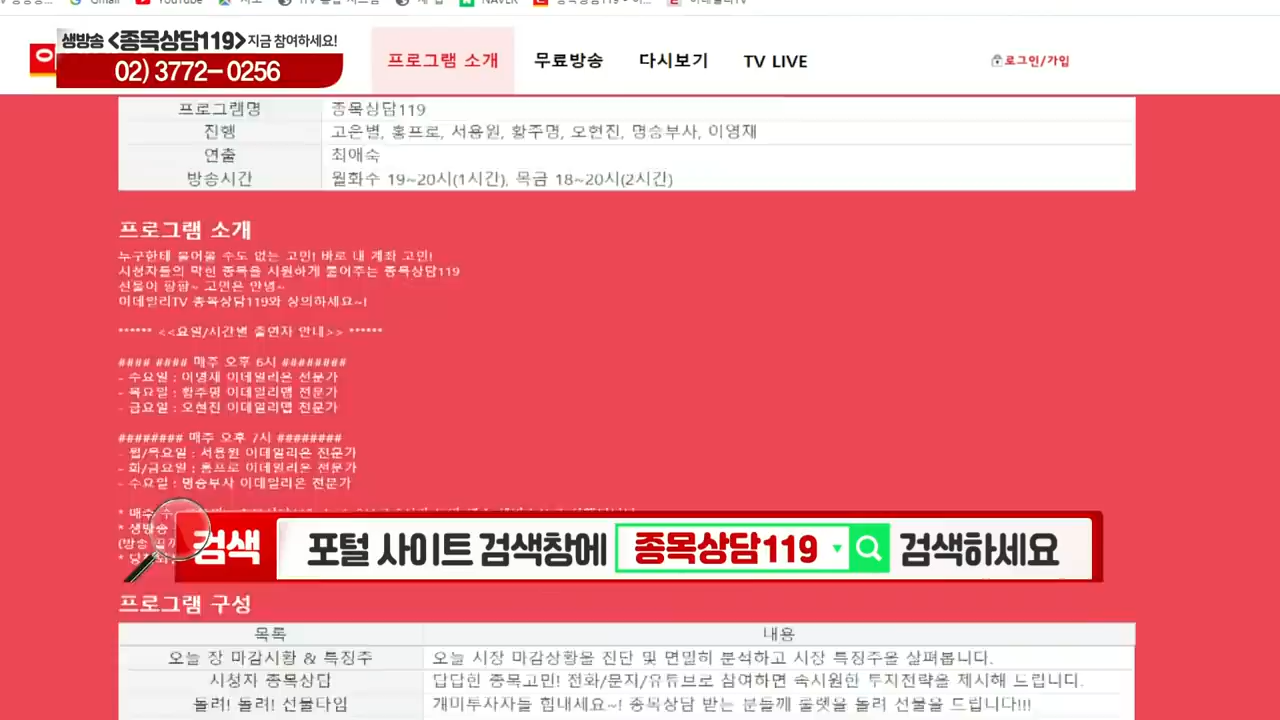 Gmail
YouTube
NAVER
생방송 <종목상담119> 지금 참여하세요!
02) 3772-0256
프로그램 소개
무료방송
다시보기
TV LIVE
로그인/가입
프로그램명 종목상담119
진행 고은별, 홍프로, 서용원, 황주명, 오현진, 명승부사, 이영재
연출 최애숙
방송시간 월화수 19~20시(1시간), 목금 18~20시(2시간)
프로그램 소개
누구한테 물어볼 수도 없는 고민! 바로 내 계좌 고민!
시청자들의 막힌 종목을 시원하게 뚫어주는 종목상담119
선물이 팡팡~ 고민은 안녕~
이데일리TV 종목상담119와 상의하세요~!
****** <<요일/시간별 출연자 안내>> ******
#### #### 매주 오후 6시 ########
- 수요일 : 이영재 이데일리온 전문가
- 목요일 : 황주명 이데일리맵 전문가
- 금요일 : 오현진 이데일리맵 전문가
######## 매주 오후 7시 ########
- 월/목요일 : 서용원 이데일리온 전문가
- 화/금요일 : 홍프로 이데일리온 전문가
- 수요일 : 명승부사 이데일리온 전문가
* 매주 수
* 생방송
검색 포털 사이트 검색창에 종목상담119 검색하세요
프로그램 구성
목록 내용
오늘 장 마감시황 & 특징주 오늘 시장 마감상황을 진단 및 면밀히 분석하고 시장 특징주을 살펴봅니다.
시청자 종목상담 답답힌 종목고민! 전화/문자/유튜브로 참여하면 속시원한 투자전략을 제시해 드립니다.
돌려! 돌려! 선물타임 개미투자자들 힘내세요~! 종목상담 받는 분들께 룰렛을 돌려 선물을 드립니다!!!